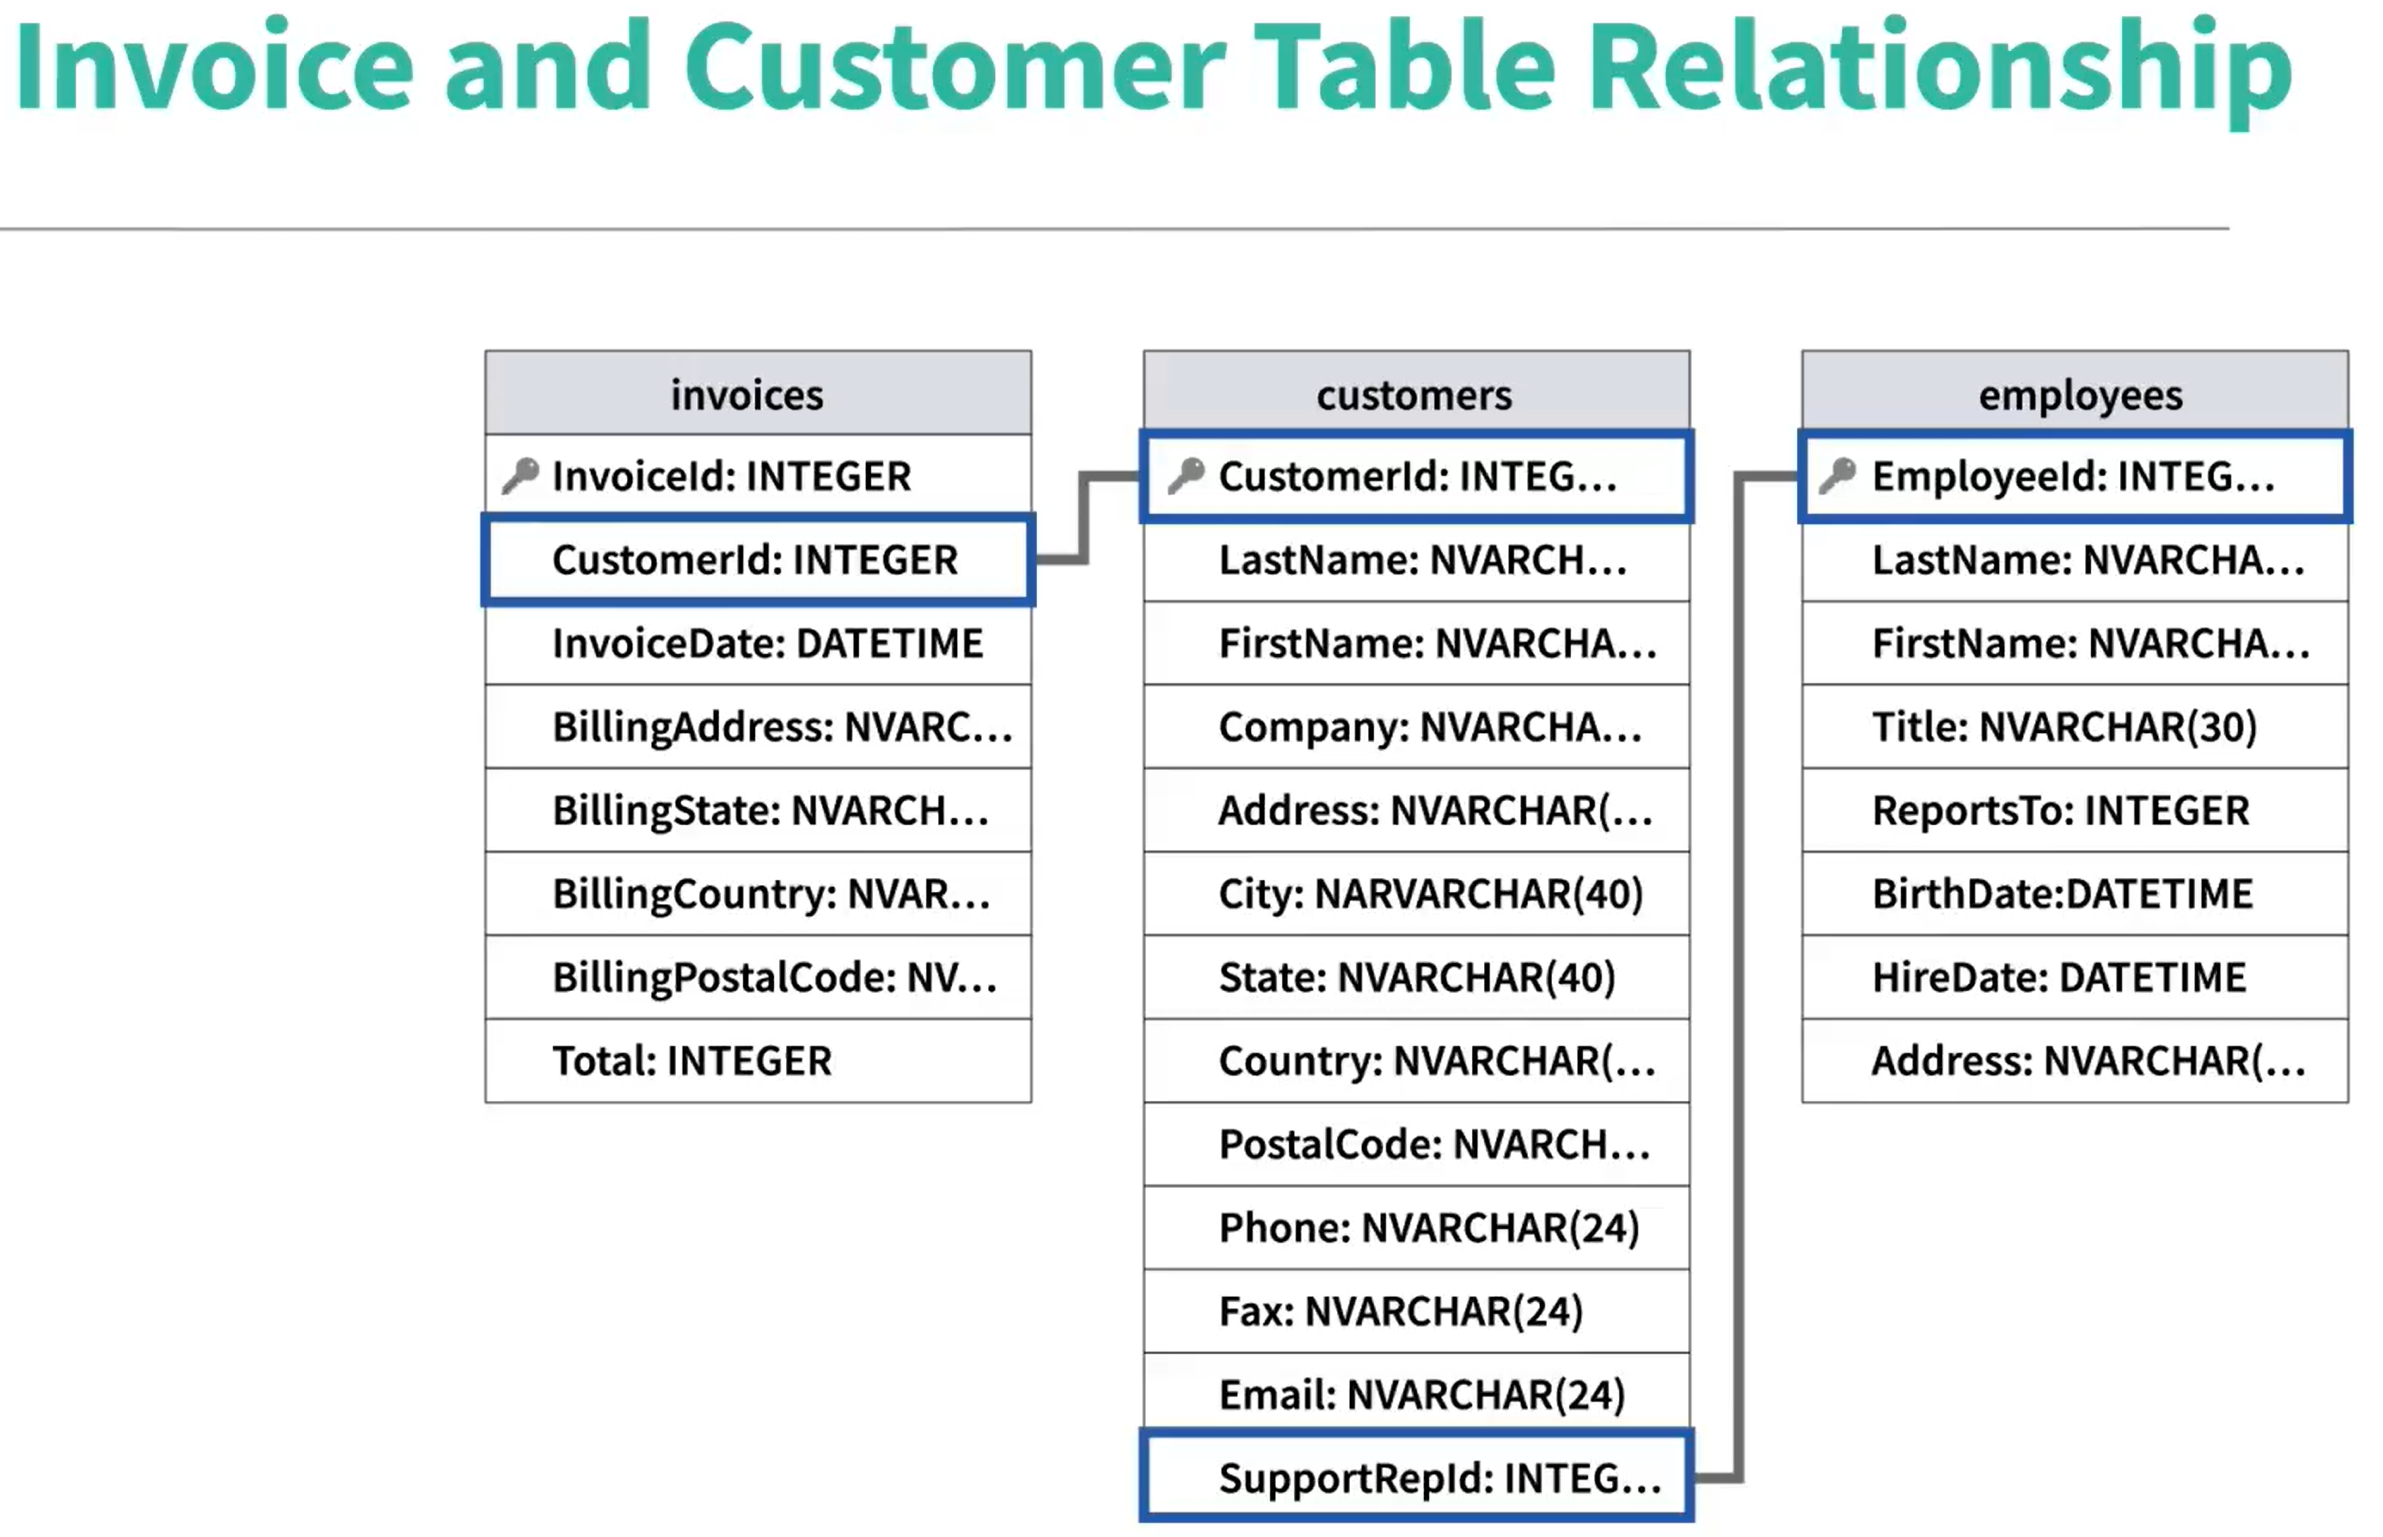 Invoice and Customer Table Relationship
invoices
InvoiceId: INTEGER
CustomerId: INTEGER
InvoiceDate: DATETIME
BillingAddress: NVARC...
BillingState: NVARCH...
BillingCountry: NVAR...
BillingPostalCode: NV...
Total: INTEGER
customers
CustomerId: INTEG...
LastName: NVARCH...
FirstName: NVARCHA...
Company: NVARCHA...
Address: NVARCHAR(...
City: NARVARCHAR(40)
State: NVARCHAR(40)
Country: NVARCHAR(...
PostalCode: NVARCH...
Phone: NVARCHAR(24)
Fax: NVARCHAR(24)
Email: NVARCHAR(24)
SupportRepId: INTEG...
employees
EmployeeId: INTEG...
LastName: NVARCHA...
FirstName: NVARCHA...
Title: NVARCHAR(30)
ReportsTo: INTEGER
BirthDate:DATETIME
HireDate: DATETIME
Address: NVARCHAR(...